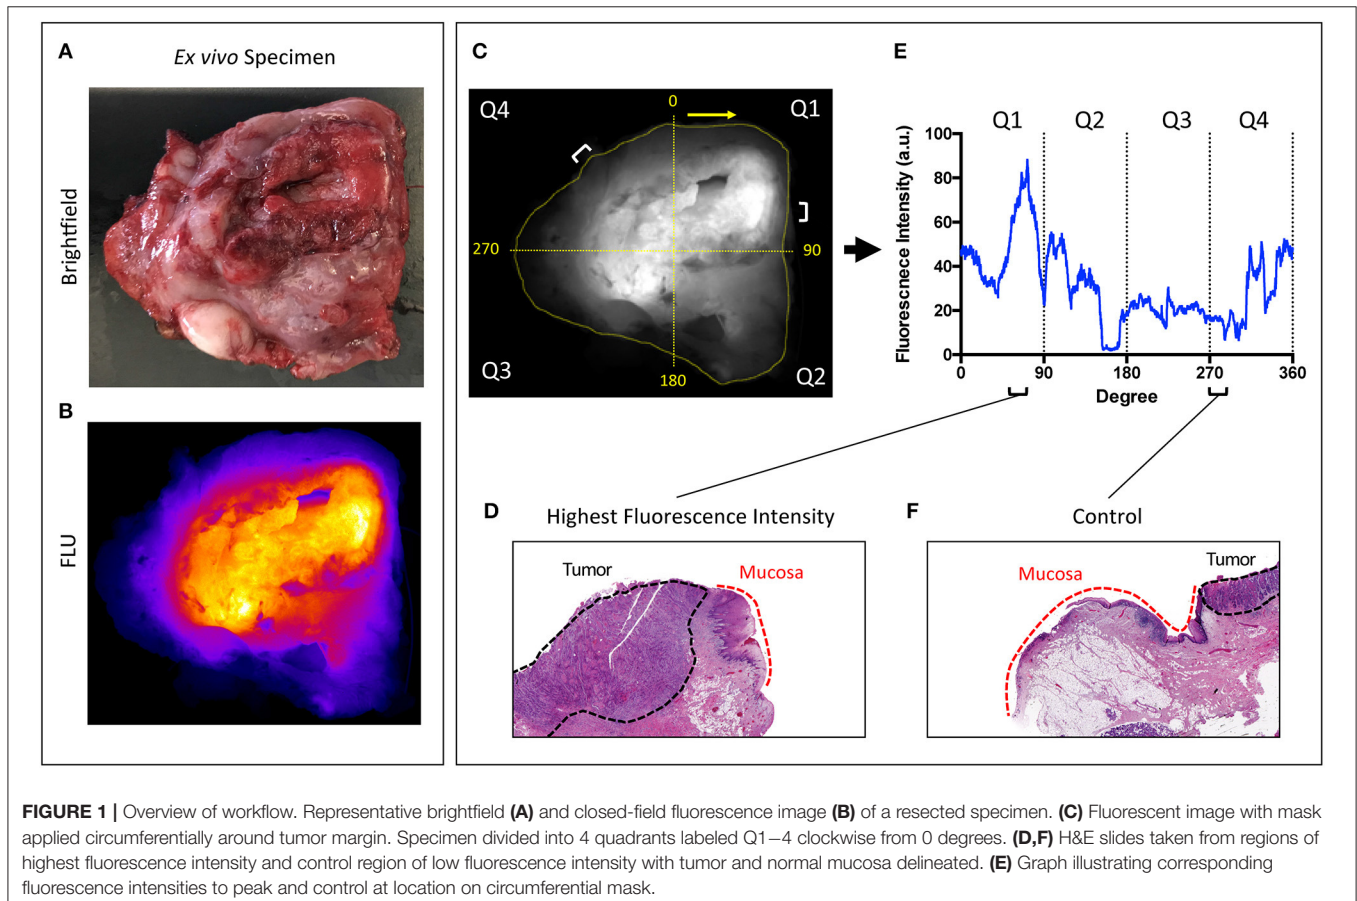 A
Ex vivo Specimen
Brightfield
B
FLU
C
Q4
0
Q1
270
90
Q3
180
Q2
E
Q1 Q2 Q3 Q4
Fluorescnece Intensity (a.u.)
100
80
60
40
20
0
0 90 180 270 360
Degree
D
Highest Fluorescence Intensity
Tumor
Mucosa
F
Control
Mucosa
Tumor
FIGURE 1 | Overview of workflow. Representative brightfield (A) and closed-field fluorescence image (B) of a resected specimen. (C) Fluorescent image with mask
applied circumferentially around tumor margin. Specimen divided into 4 quadrants labeled Q1–4 clockwise from 0 degrees. (D,F) H&E slides taken from regions of
highest fluorescence intensity and control region of low fluorescence intensity with tumor and normal mucosa delineated. (E) Graph illustrating corresponding
fluorescence intensities to peak and control at location on circumferential mask.